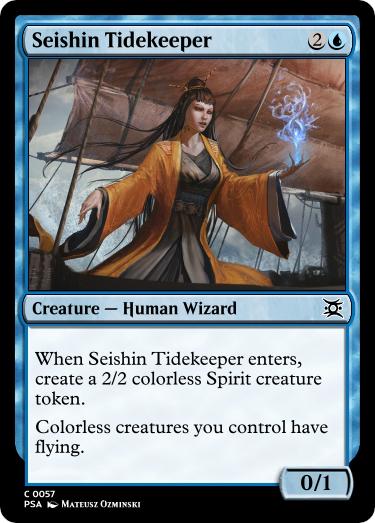 Seishin Tidekeeper 2
Creature — Human Wizard
When Seishin Tidekeeper enters,
create a 2/2 colorless Spirit creature
token.
Colorless creatures you control have
flying.
0/1
C 0057
PSA Mateusz Ozminski